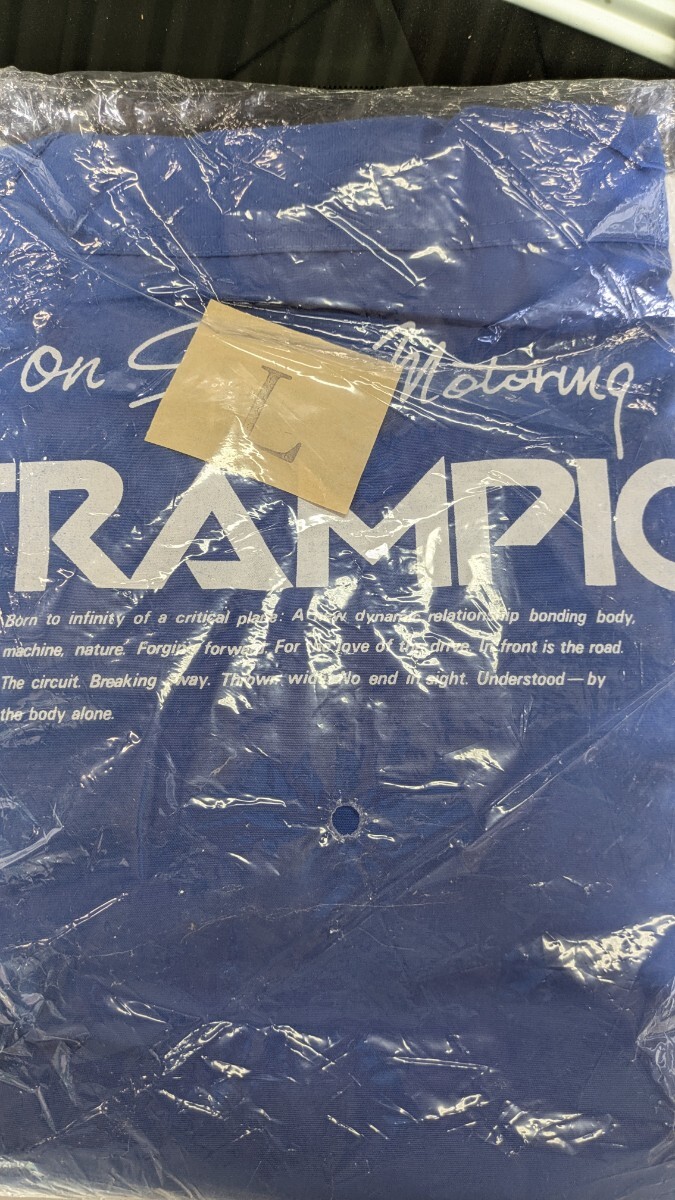 on Motoring
L
TRAMPIO
Born to infinity of a critical place. A new dynamic relationship bonding body,
machine, nature. Forging forward. For the love of the drive. In front is the road.
The circuit. Breaking away. Thrown wide. No end in sight. Understood—by
the body alone.